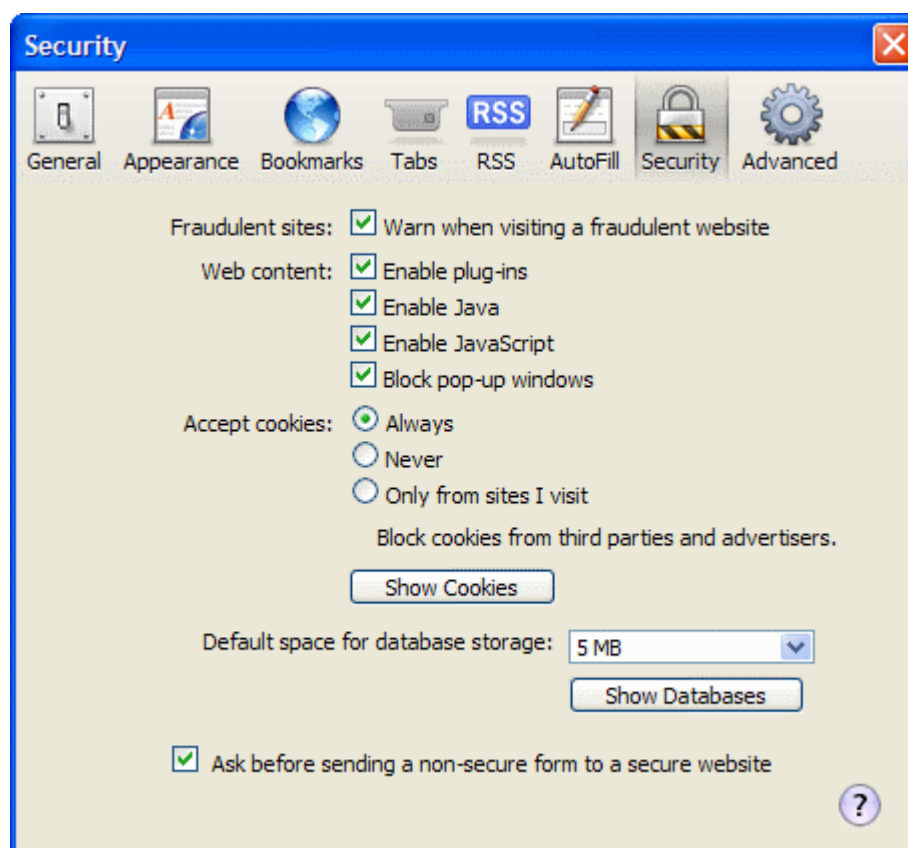 Security
RSS
General Appearance Bookmarks Tabs RSS AutoFill Security Advanced
Fraudulent sites: Warn when visiting a fraudulent website
Web content: Enable plug-ins
Enable Java
Enable JavaScript
Block pop-up windows
Accept cookies: Always
Never
Only from sites I visit
Block cookies from third parties and advertisers.
Show Cookies
Default space for database storage: 5 MB
Show Databases
Ask before sending a non-secure form to a secure website
?